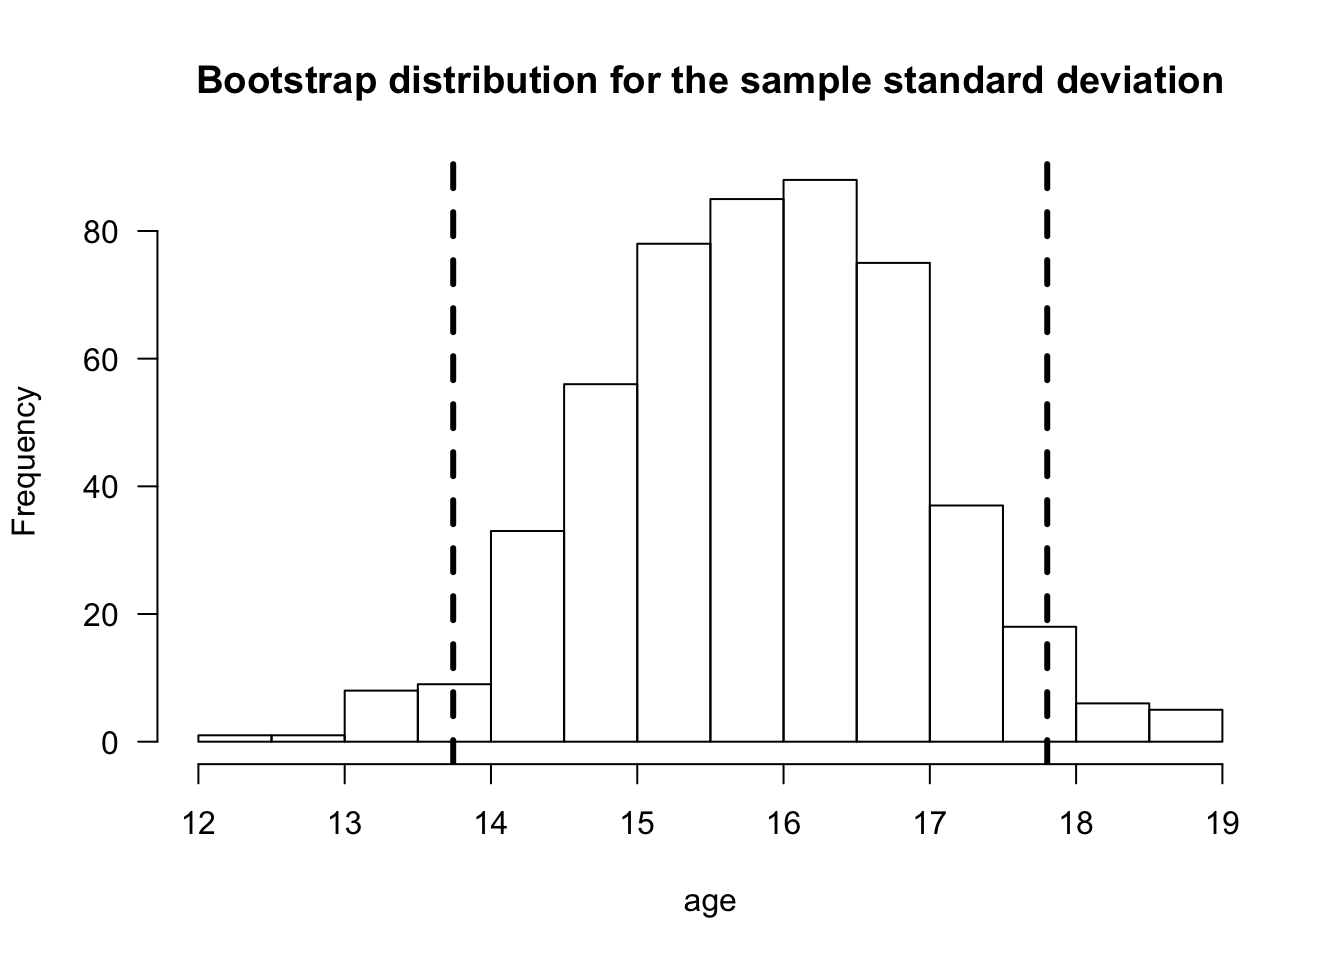 Bootstrap distribution for the sample standard deviation
80
60
40
20
0
Frequency
12 13 14 15 16 17 18 19
age